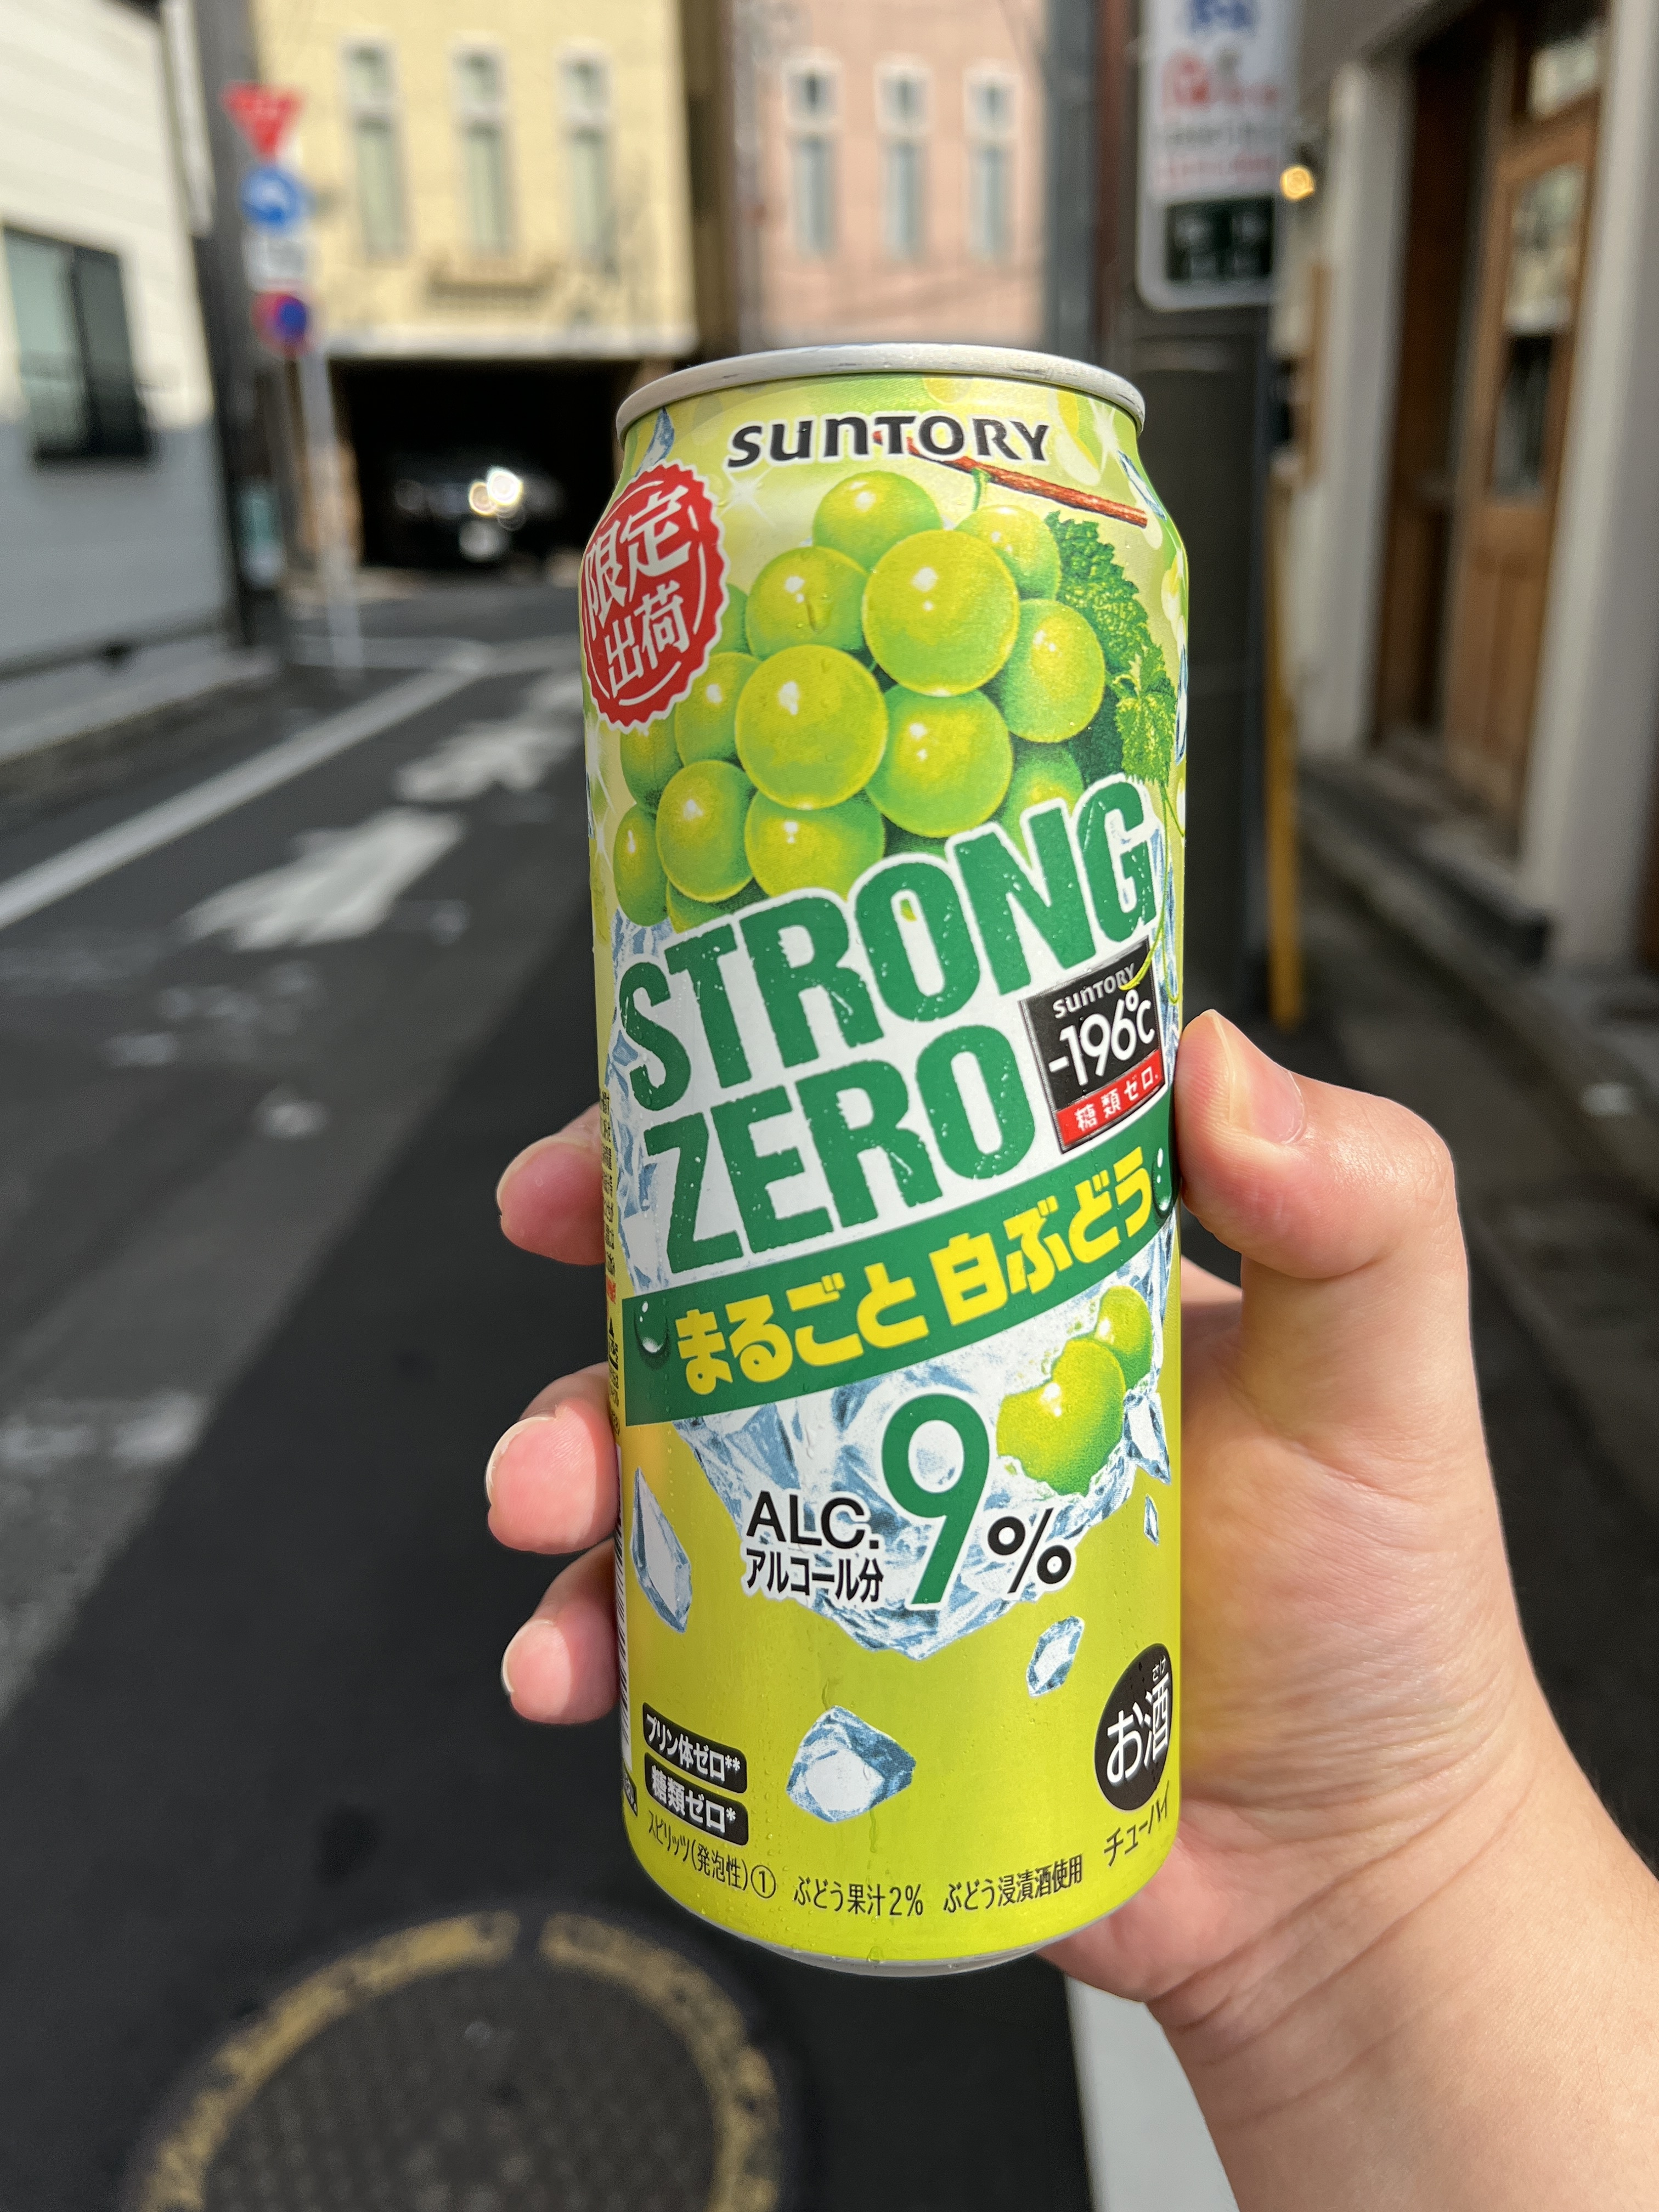 SUNTORY
限定
出荷
STRONG
ZERO
SUNTORY
-196℃
糖類ゼロ.
まるごと 白ぶどう
ALC.
アルコール分
9%
さけ
お酒
プリン体ゼロ**
糖類ゼロ*
スピリッツ(発泡性)①
ぶどう果汁2% ぶどう浸漬酒使用
チューハイ